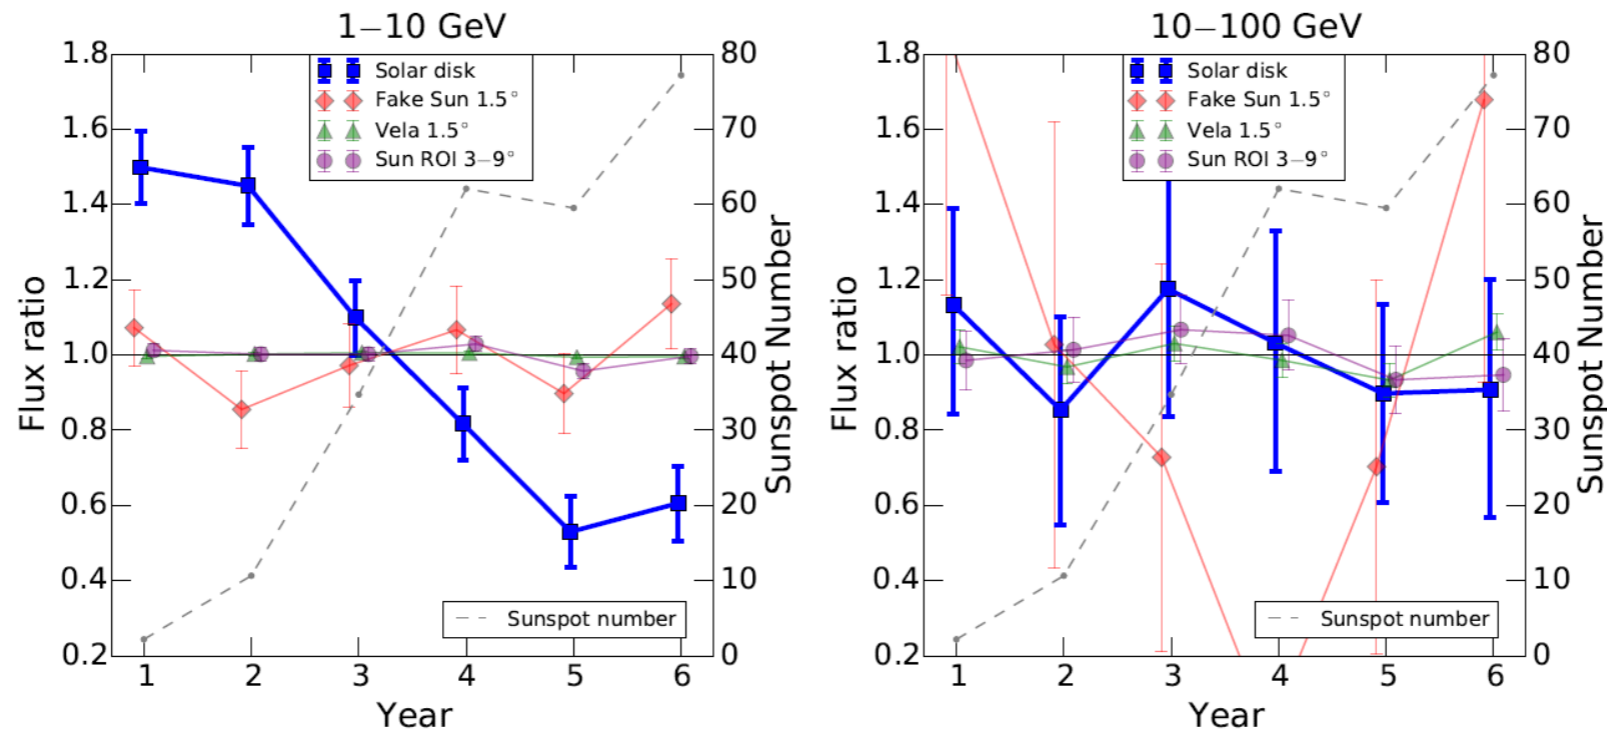 1−10 GeV
1.8
1.6
1.4
1.2
1.0
0.8
0.6
0.4
0.2
Flux ratio
Solar disk
Fake Sun 1.5°
Vela 1.5°
Sun ROI 3−9°
Sunspot number
80
70
60
50
40
30
20
10
0
Sunspot Number
1 2 3 4 5 6
Year
10−100 GeV
1.8
1.6
1.4
1.2
1.0
0.8
0.6
0.4
0.2
Flux ratio
Solar disk
Fake Sun 1.5°
Vela 1.5°
Sun ROI 3−9°
Sunspot number
80
70
60
50
40
30
20
10
0
Sunspot Number
1 2 3 4 5 6
Year